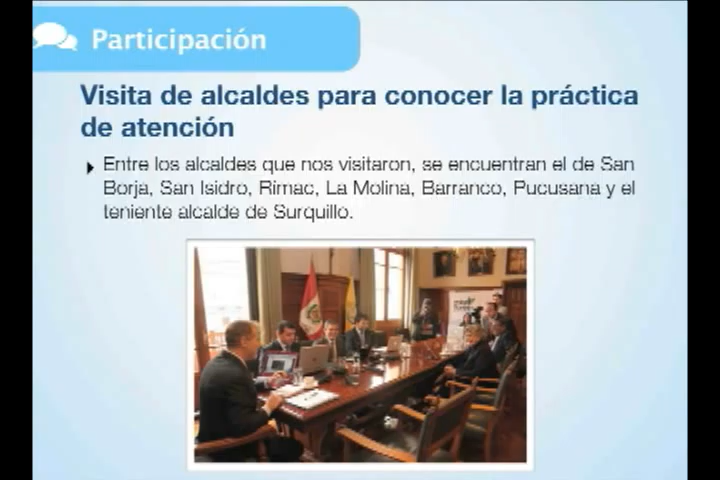 Participación
Visita de alcaldes para conocer la práctica
de atención
Entre los alcaldes que nos visitaron, se encuentran el de San
Borja, San Isidro, Rímac, La Molina, Barranco, Pucusana y el
teniente alcalde de Surquillo.